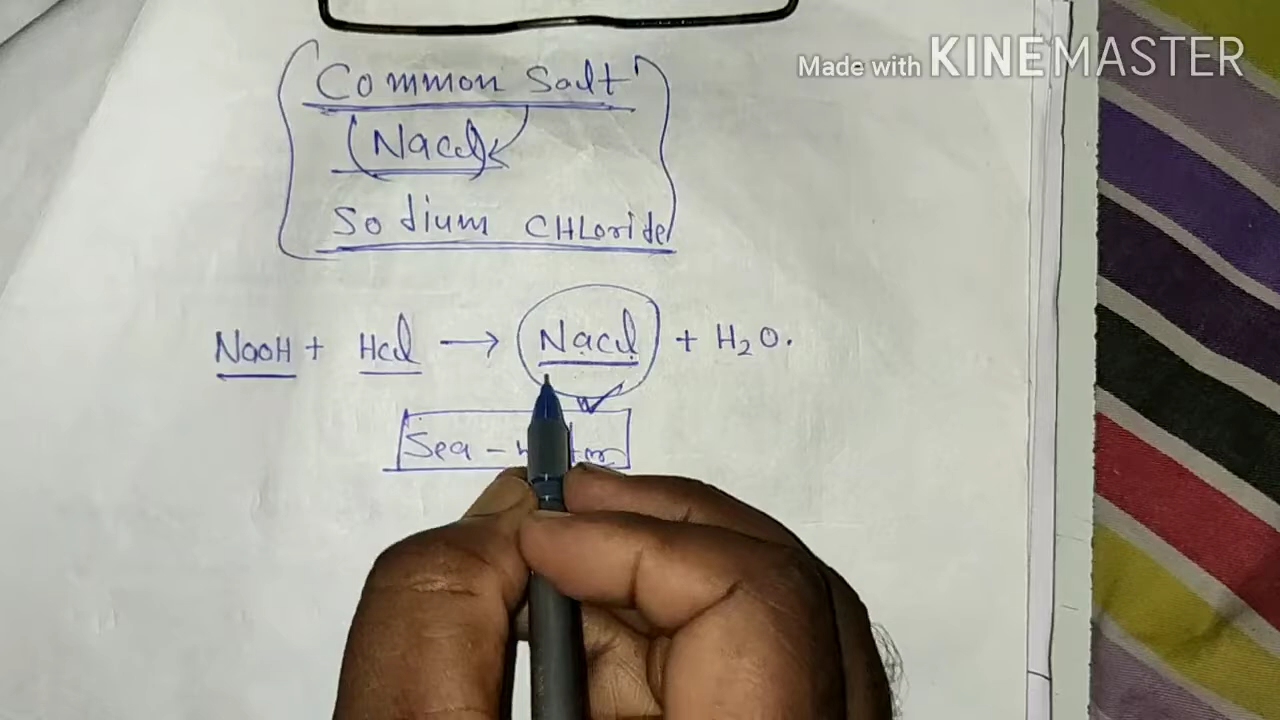 Made with KINEMASTER
Common Salt
(Nacl)
Sodium CHLoride
NaOH + Hcl → Nacl + H₂O.
Sea -